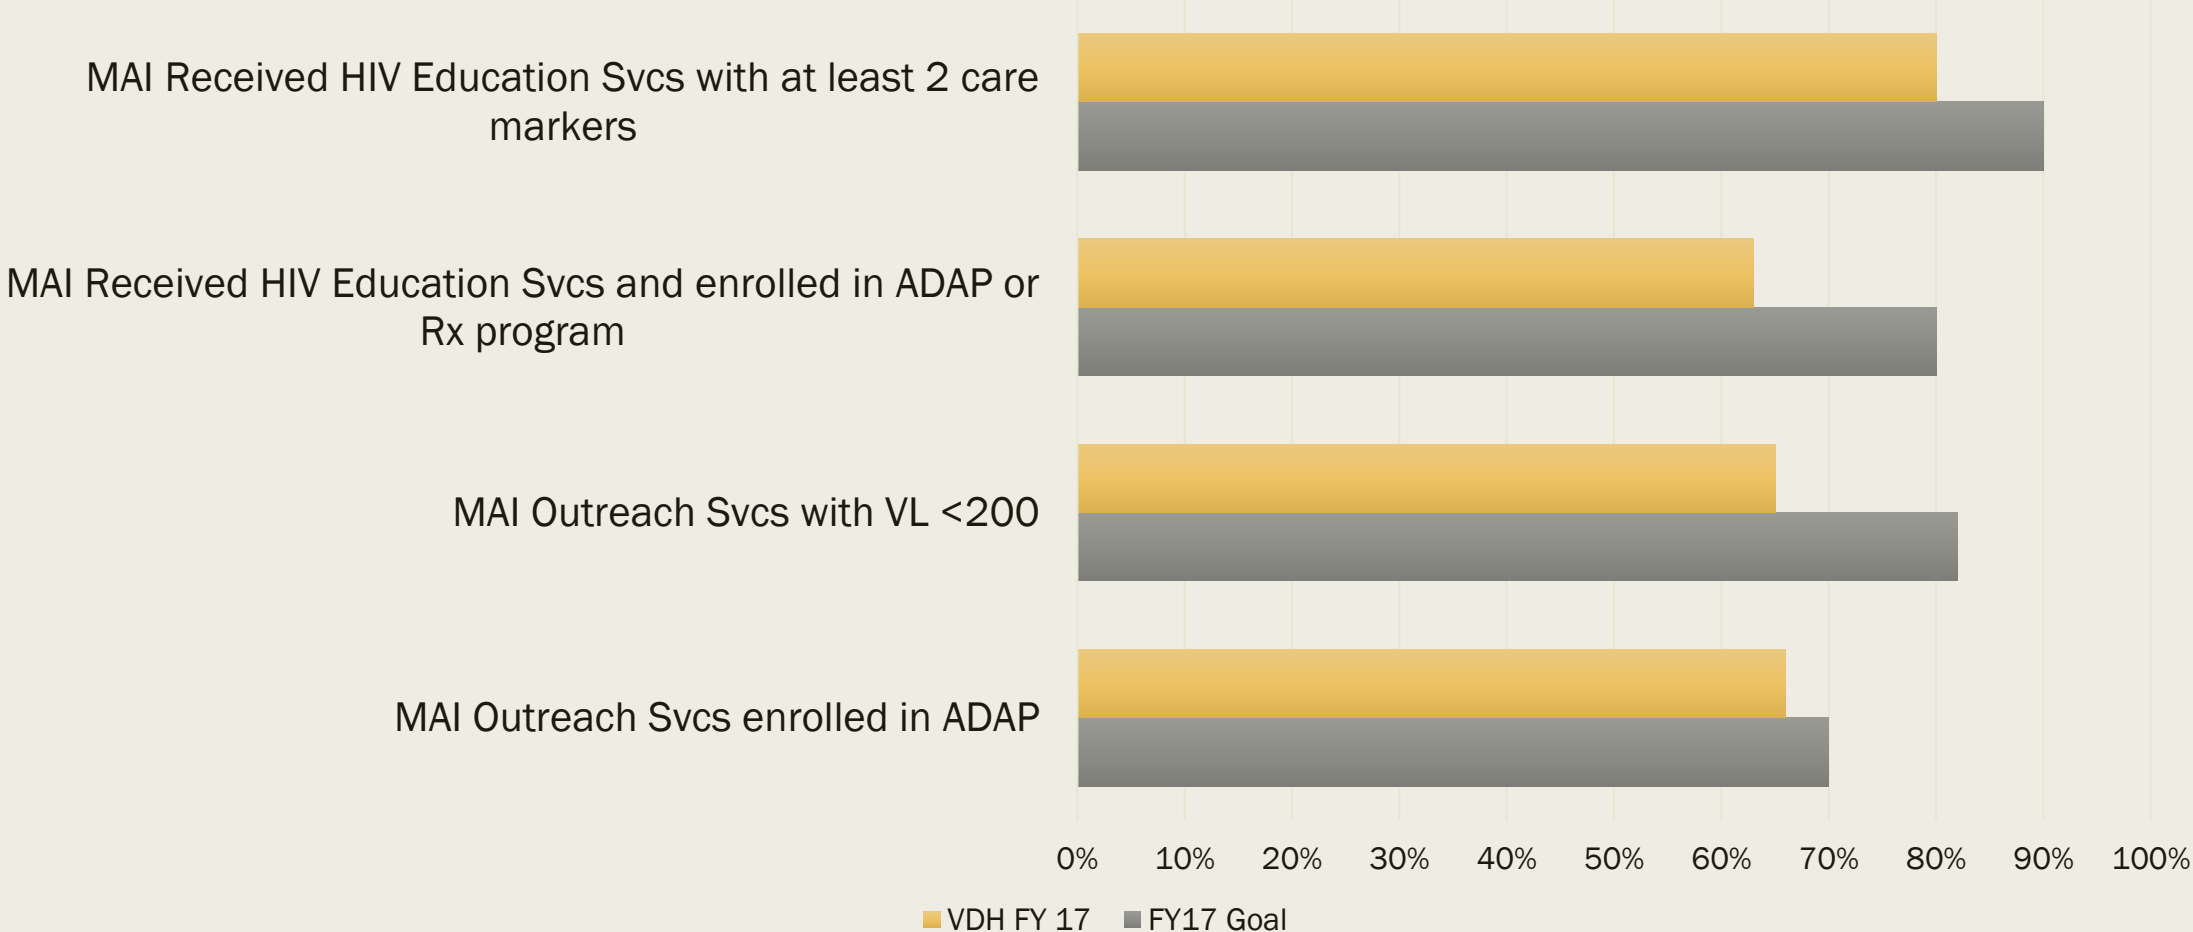 MAI Received HIV Education Svcs with at least 2 care
markers
MAI Received HIV Education Svcs and enrolled in ADAP or
Rx program
MAI Outreach Svcs with VL <200
MAI Outreach Svcs enrolled in ADAP
0% 10% 20% 30% 40% 50% 60% 70% 80% 90% 100%
VDH FY 17 FY17 Goal